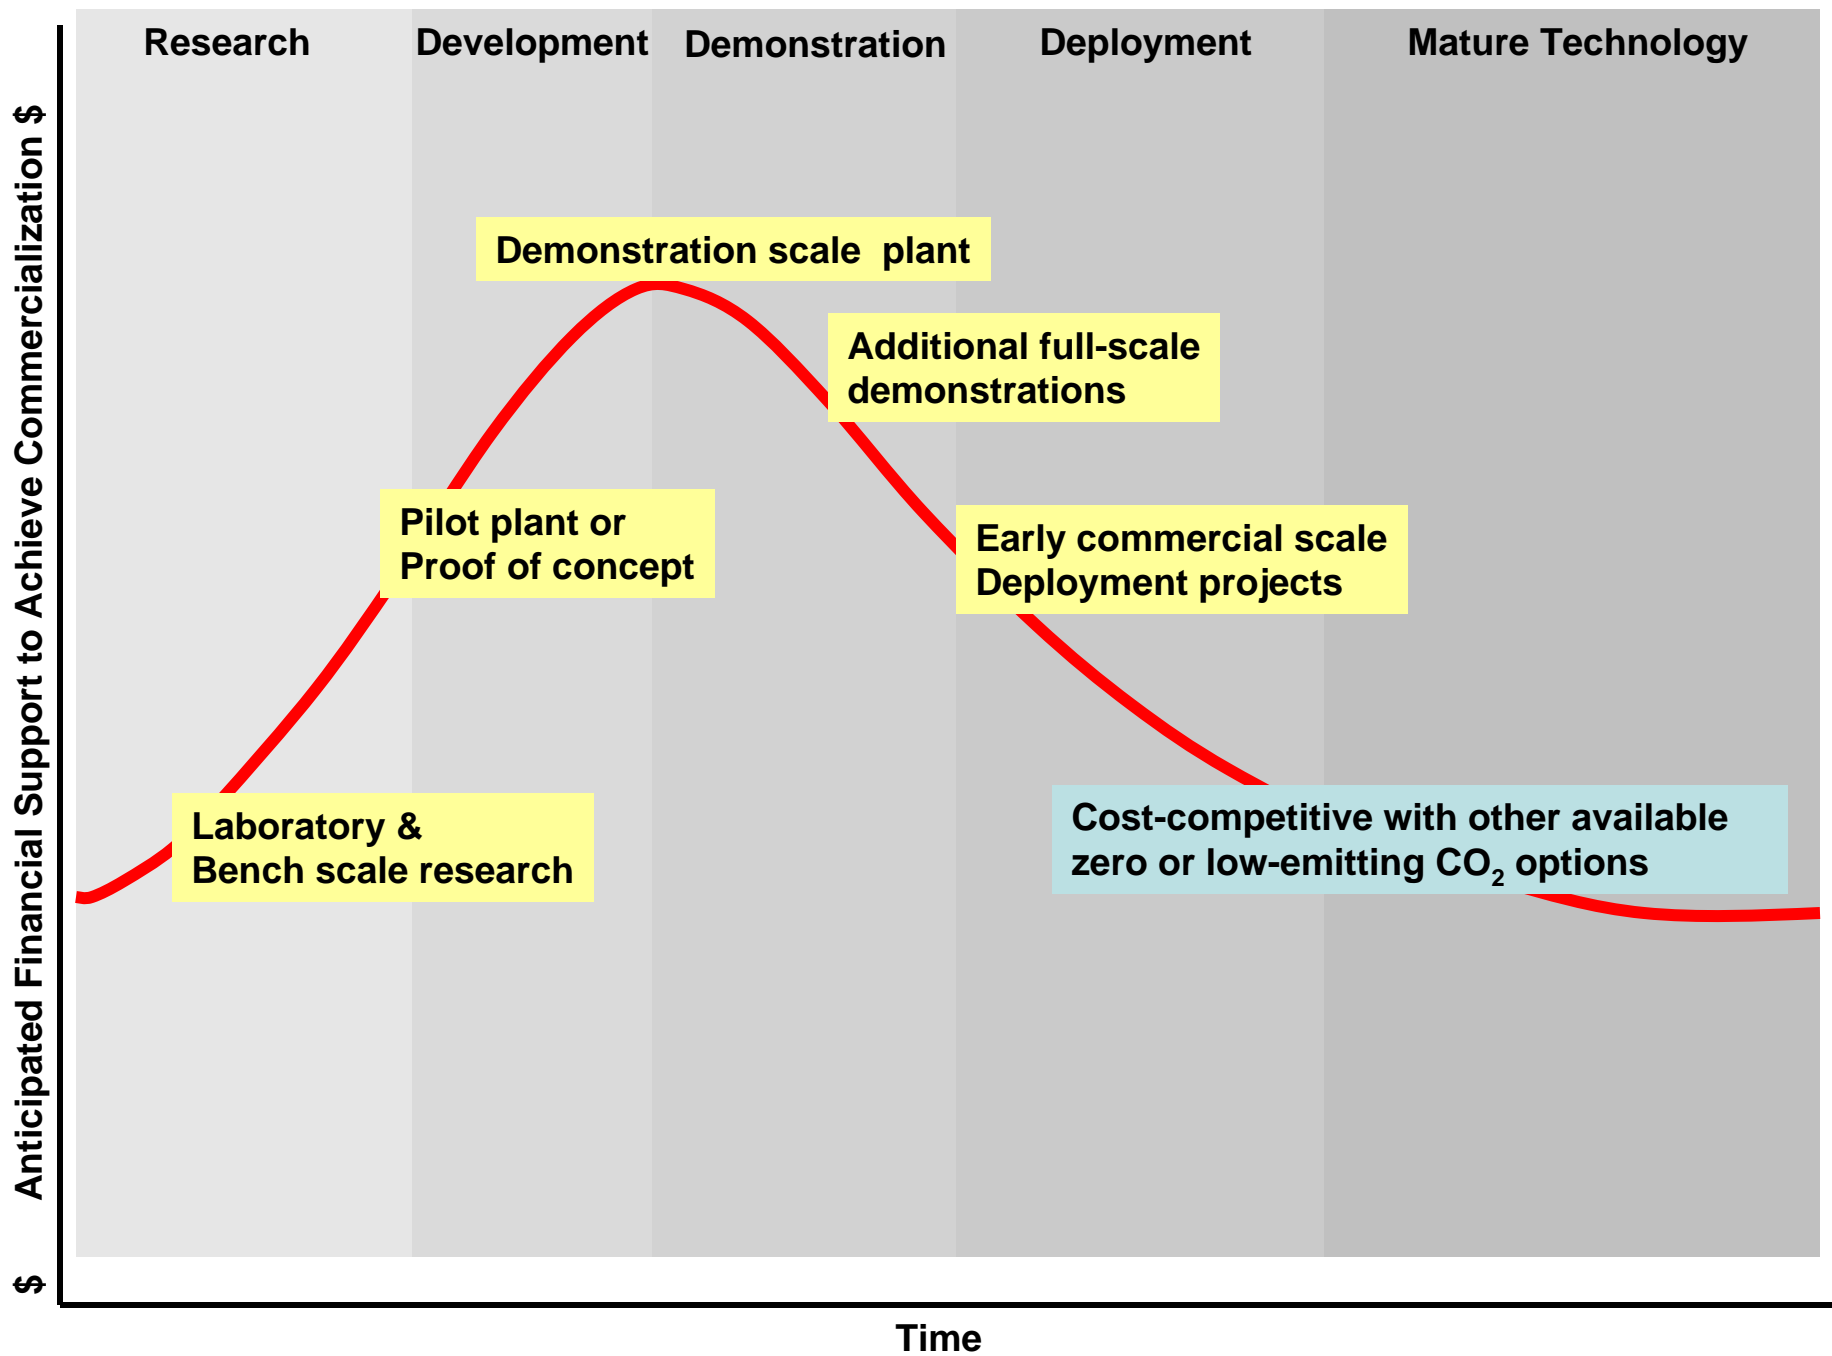 Research
Development
Demonstration
Deployment
Mature Technology
$ Anticipated Financial Support to Achieve Commercialization $
Demonstration scale  plant
Additional full-scale
demonstrations
Pilot plant or
Proof of concept
Early commercial scale
Deployment projects
Laboratory &
Bench scale research
Cost-competitive with other available
zero or low-emitting CO₂ options
Time